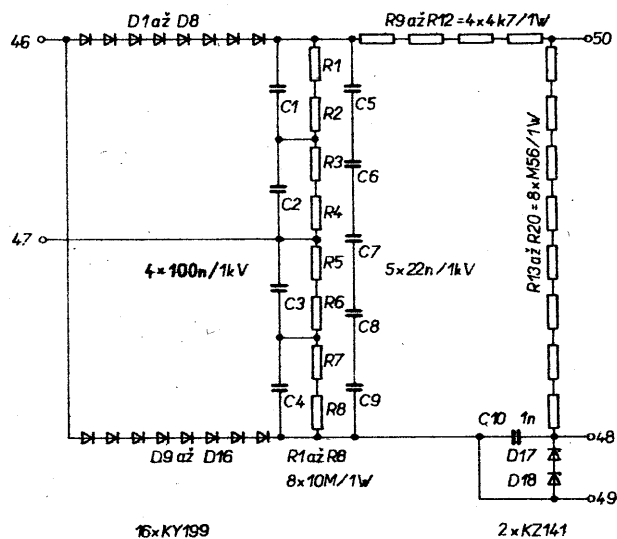 D1 až D8
R9 až R12 = 4×4k7/1W
46
50
R1
C1
C5
R2
R3
C6
C2
R4
R13 až R20 = 8×M56/1W
47
R5
C7
4×100n/1kV
5×22n/1kV
C3
R6
C8
R7
C4
C9
R8
C10 1n
48
D9 až D16
R1 až R8
D17
8×10M/1W
D18
49
16×KY199
2×KZ141